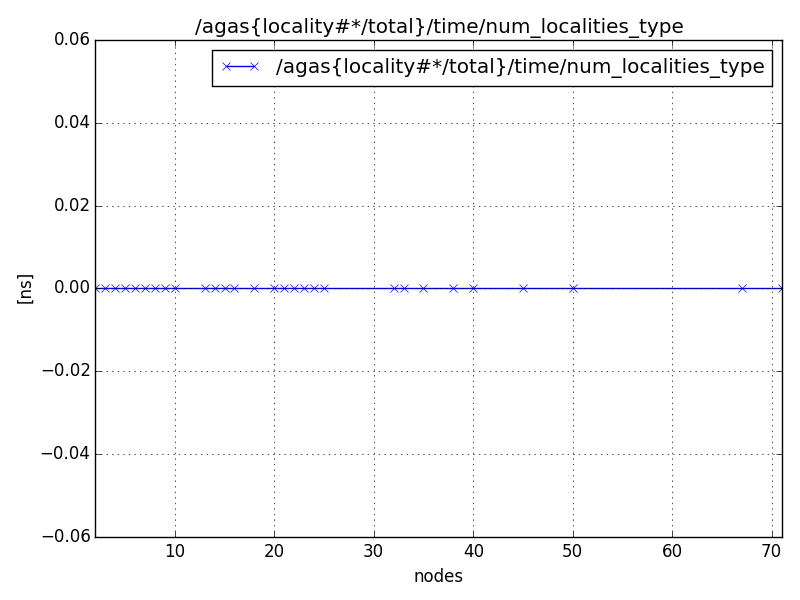 /agas{locality#*/total}/time/num_localities_type
/agas{locality#*/total}/time/num_localities_type
0.06
0.04
0.02
0.00
−0.02
−0.04
−0.06
[ns]
10 20 30 40 50 60 70
nodes